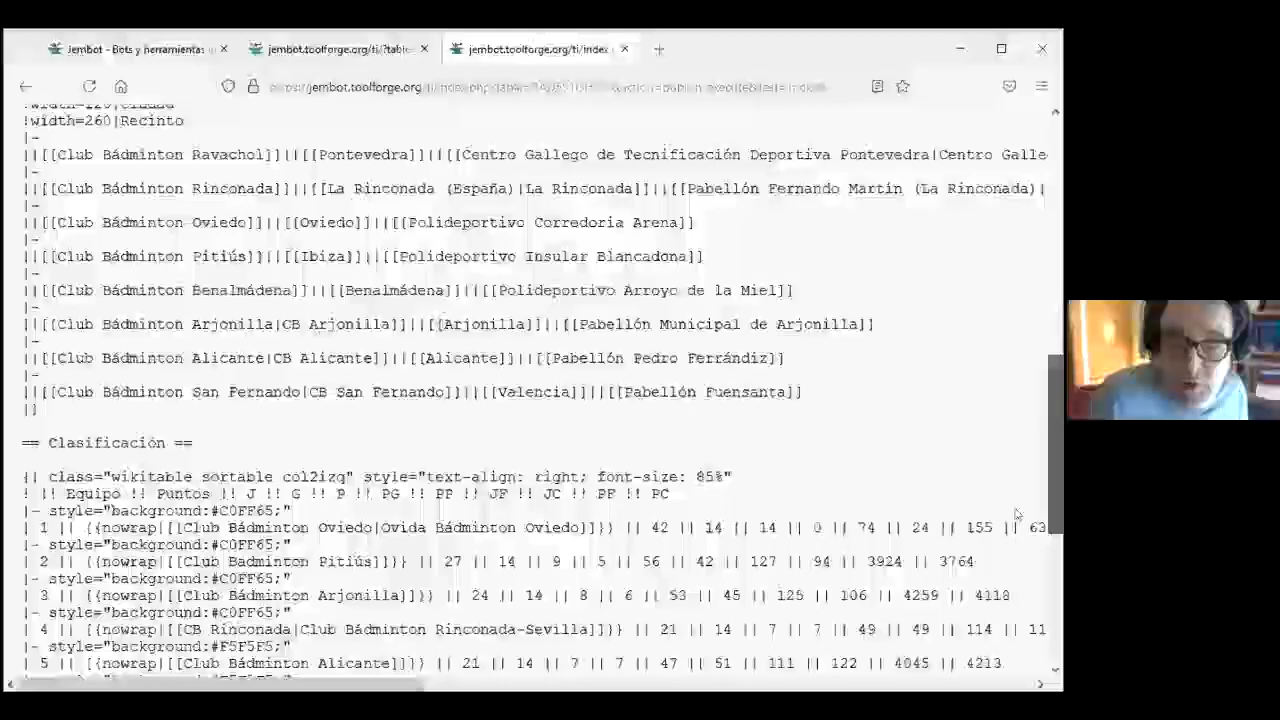 Jembot - Bots y herramientas
jembot.toolforge.org/ti/?table
jembot.toolforge.org/ti/index
jembot.toolforge.org
!width=120|Ciudad
!width=260|Recinto
|-
||[[Club Bádminton Ravachol]]||[[Pontevedra]]||[[Centro Gallego de Tecnificación Deportiva Pontevedra|Centro Galle
|-
||[[Club Bádminton Rinconada]]||[[La Rinconada (España)|La Rinconada]]||[[Pabellón Fernando Martín (La Rinconada)|
|-
||[[Club Bádminton Oviedo]]||[[Oviedo]]||[[Polideportivo Corredoria Arena]]
|-
||[[Club Bádminton Pitiús]]||[[Ibiza]]||[[Polideportivo Insular Blancadona]]
|-
||[[Club Bádminton Benalmádena]]||[[Benalmádena]]||[[Polideportivo Arroyo de la Miel]]
|-
||[[Club Bádminton Arjonilla|CB Arjonilla]]||[[Arjonilla]]||[[Pabellón Municipal de Arjonilla]]
|-
||[[Club Bádminton Alicante|CB Alicante]]||[[Alicante]]||[[Pabellón Pedro Ferrándiz]]
|-
||[[Club Bádminton San Fernando|CB San Fernando]]||[[Valencia]]||[[Pabellón Fuensanta]]
|}
== Clasificación ==
{| class="wikitable sortable col2izq" style="text-align: right; font-size: 85%"
! !! Equipo !! Puntos !! J !! G !! P !! PG !! PP !! JF !! JC !! PF !! PC
|- style="background:#C0FF65;"
| 1 || {{nowrap|[[Club Bádminton Oviedo|Ovida Bádminton Oviedo]]}} || 42 || 14 || 14 || 0 || 74 || 24 || 155 || 63
|- style="background:#C0FF65;"
| 2 || {{nowrap|[[Club Badminton Pitiús]]}} || 27 || 14 || 9 || 5 || 56 || 42 || 127 || 94 || 3924 || 3764
|- style="background:#C0FF65;"
| 3 || {{nowrap|[[Club Bádminton Arjonilla]]}} || 24 || 14 || 8 || 6 || 53 || 45 || 125 || 106 || 4259 || 4118
|- style="background:#C0FF65;"
| 4 || {{nowrap|[[CB Rinconada|Club Bádminton Rinconada-Sevilla]]}} || 21 || 14 || 7 || 7 || 49 || 49 || 114 || 11
|- style="background:#F5F5F5;"
| 5 || {{nowrap|[[Club Bádminton Alicante]]}} || 21 || 14 || 7 || 7 || 47 || 51 || 111 || 122 || 4045 || 4213